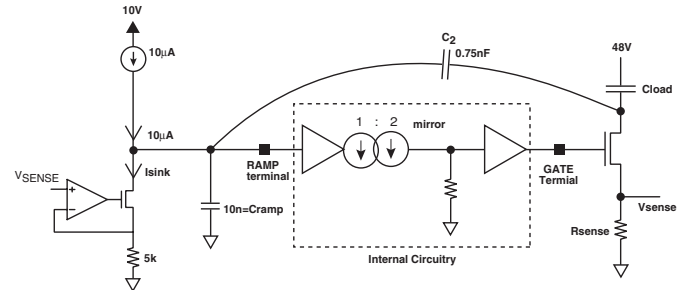 10V
10µA
C2
0.75nF
48V
Cload
1 : 2
mirror
10µA
RAMP
terminal
Isink
VSENSE
+
−
GATE
Termial
10n=Cramp
Vsense
Rsense
5k
Internal Circuitry